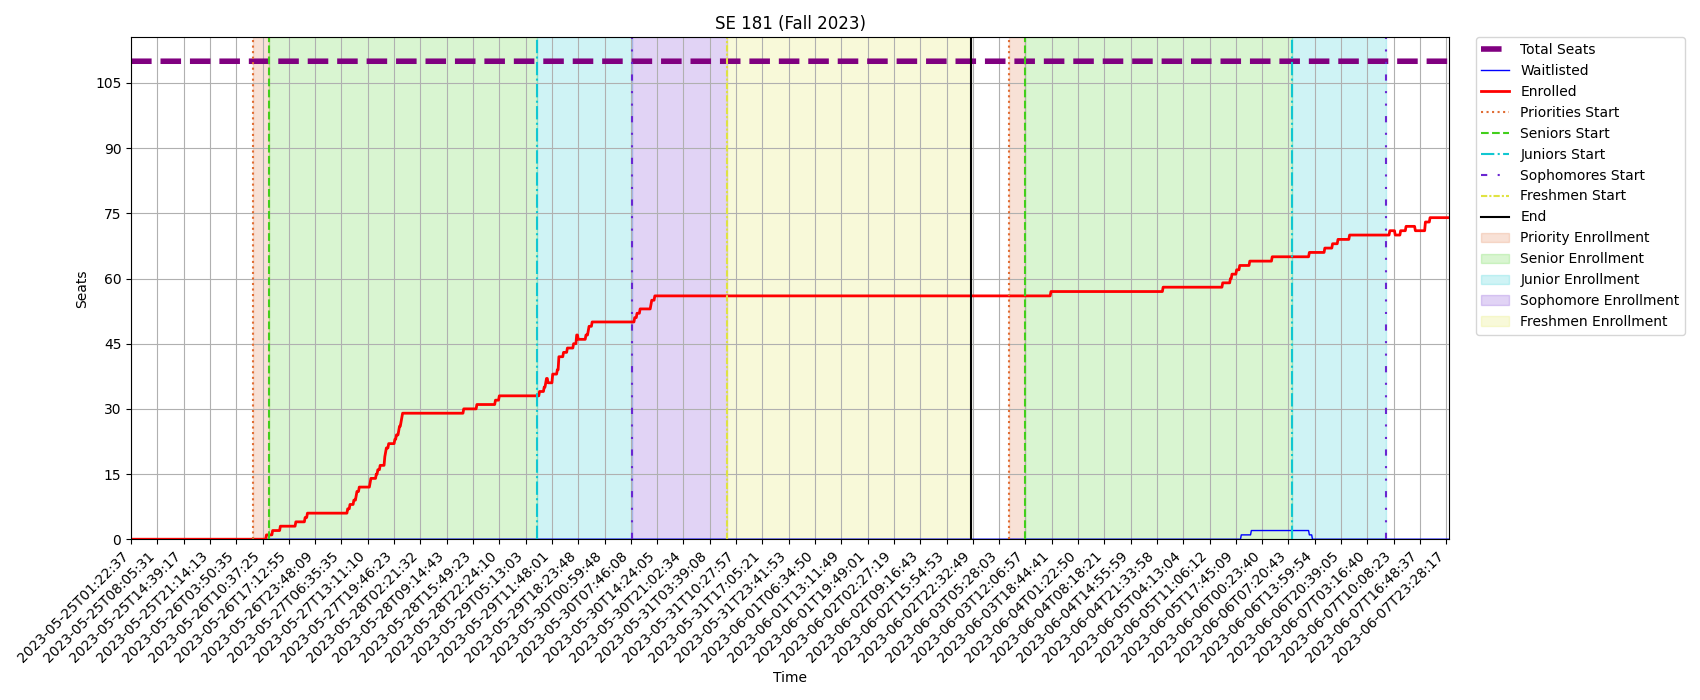 SE 181 (Fall 2023)
Seats
105
90
75
60
45
30
15
0
2023-05-25T01:22:37
2023-05-25T08:05:31
2023-05-25T14:39:17
2023-05-25T21:14:13
2023-05-26T03:50:35
2023-05-26T10:37:25
2023-05-26T17:12:55
2023-05-26T23:48:09
2023-05-27T06:35:35
2023-05-27T13:11:10
2023-05-27T19:46:23
2023-05-28T02:21:32
2023-05-28T09:14:43
2023-05-28T15:49:23
2023-05-28T22:24:10
2023-05-29T05:13:03
2023-05-29T11:48:01
2023-05-29T18:23:48
2023-05-30T00:59:48
2023-05-30T07:46:08
2023-05-30T14:24:05
2023-05-30T21:02:34
2023-05-31T03:39:08
2023-05-31T10:27:57
2023-05-31T17:05:21
2023-05-31T23:41:53
2023-06-01T06:34:50
2023-06-01T13:11:49
2023-06-01T19:49:01
2023-06-02T02:27:19
2023-06-02T09:16:43
2023-06-02T15:54:53
2023-06-02T22:32:49
2023-06-03T05:28:03
2023-06-03T12:06:57
2023-06-03T18:44:41
2023-06-04T01:22:50
2023-06-04T08:18:21
2023-06-04T14:55:59
2023-06-04T21:33:58
2023-06-05T04:13:04
2023-06-05T11:06:12
2023-06-05T17:45:09
2023-06-06T00:23:40
2023-06-06T07:20:43
2023-06-06T13:59:54
2023-06-06T20:39:05
2023-06-07T03:16:40
2023-06-07T10:08:23
2023-06-07T16:48:37
2023-06-07T23:28:17
Time
Total Seats
Waitlisted
Enrolled
Priorities Start
Seniors Start
Juniors Start
Sophomores Start
Freshmen Start
End
Priority Enrollment
Senior Enrollment
Junior Enrollment
Sophomore Enrollment
Freshmen Enrollment